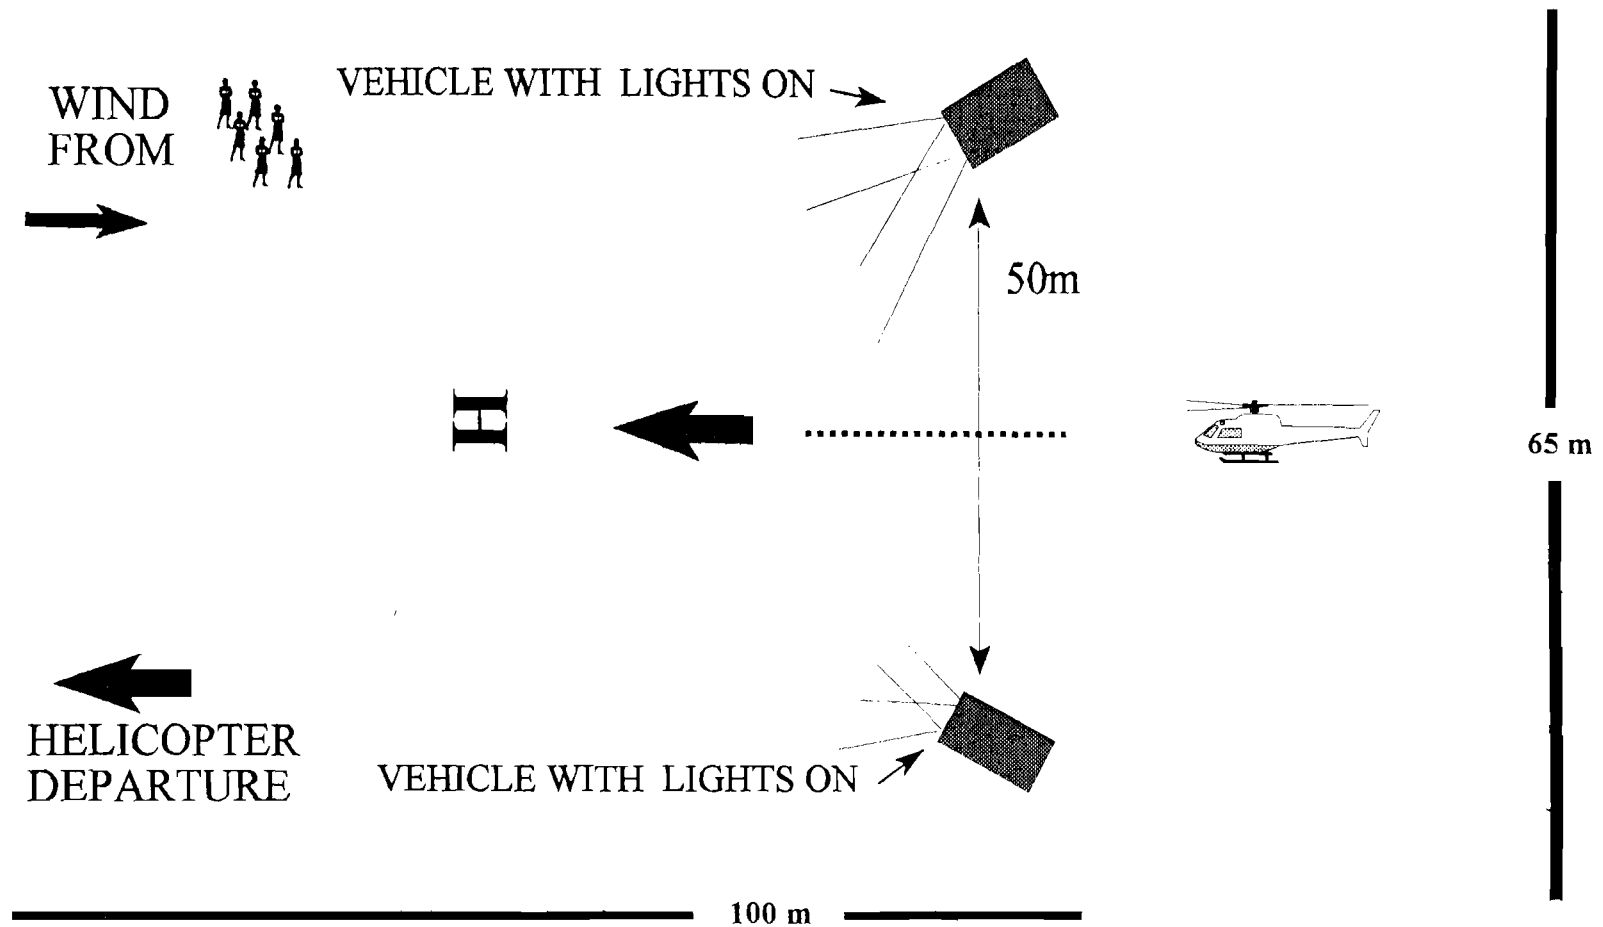 WIND
FROM
VEHICLE WITH LIGHTS ON
50m
H
65 m
HELICOPTER
DEPARTURE
VEHICLE WITH LIGHTS ON
100 m